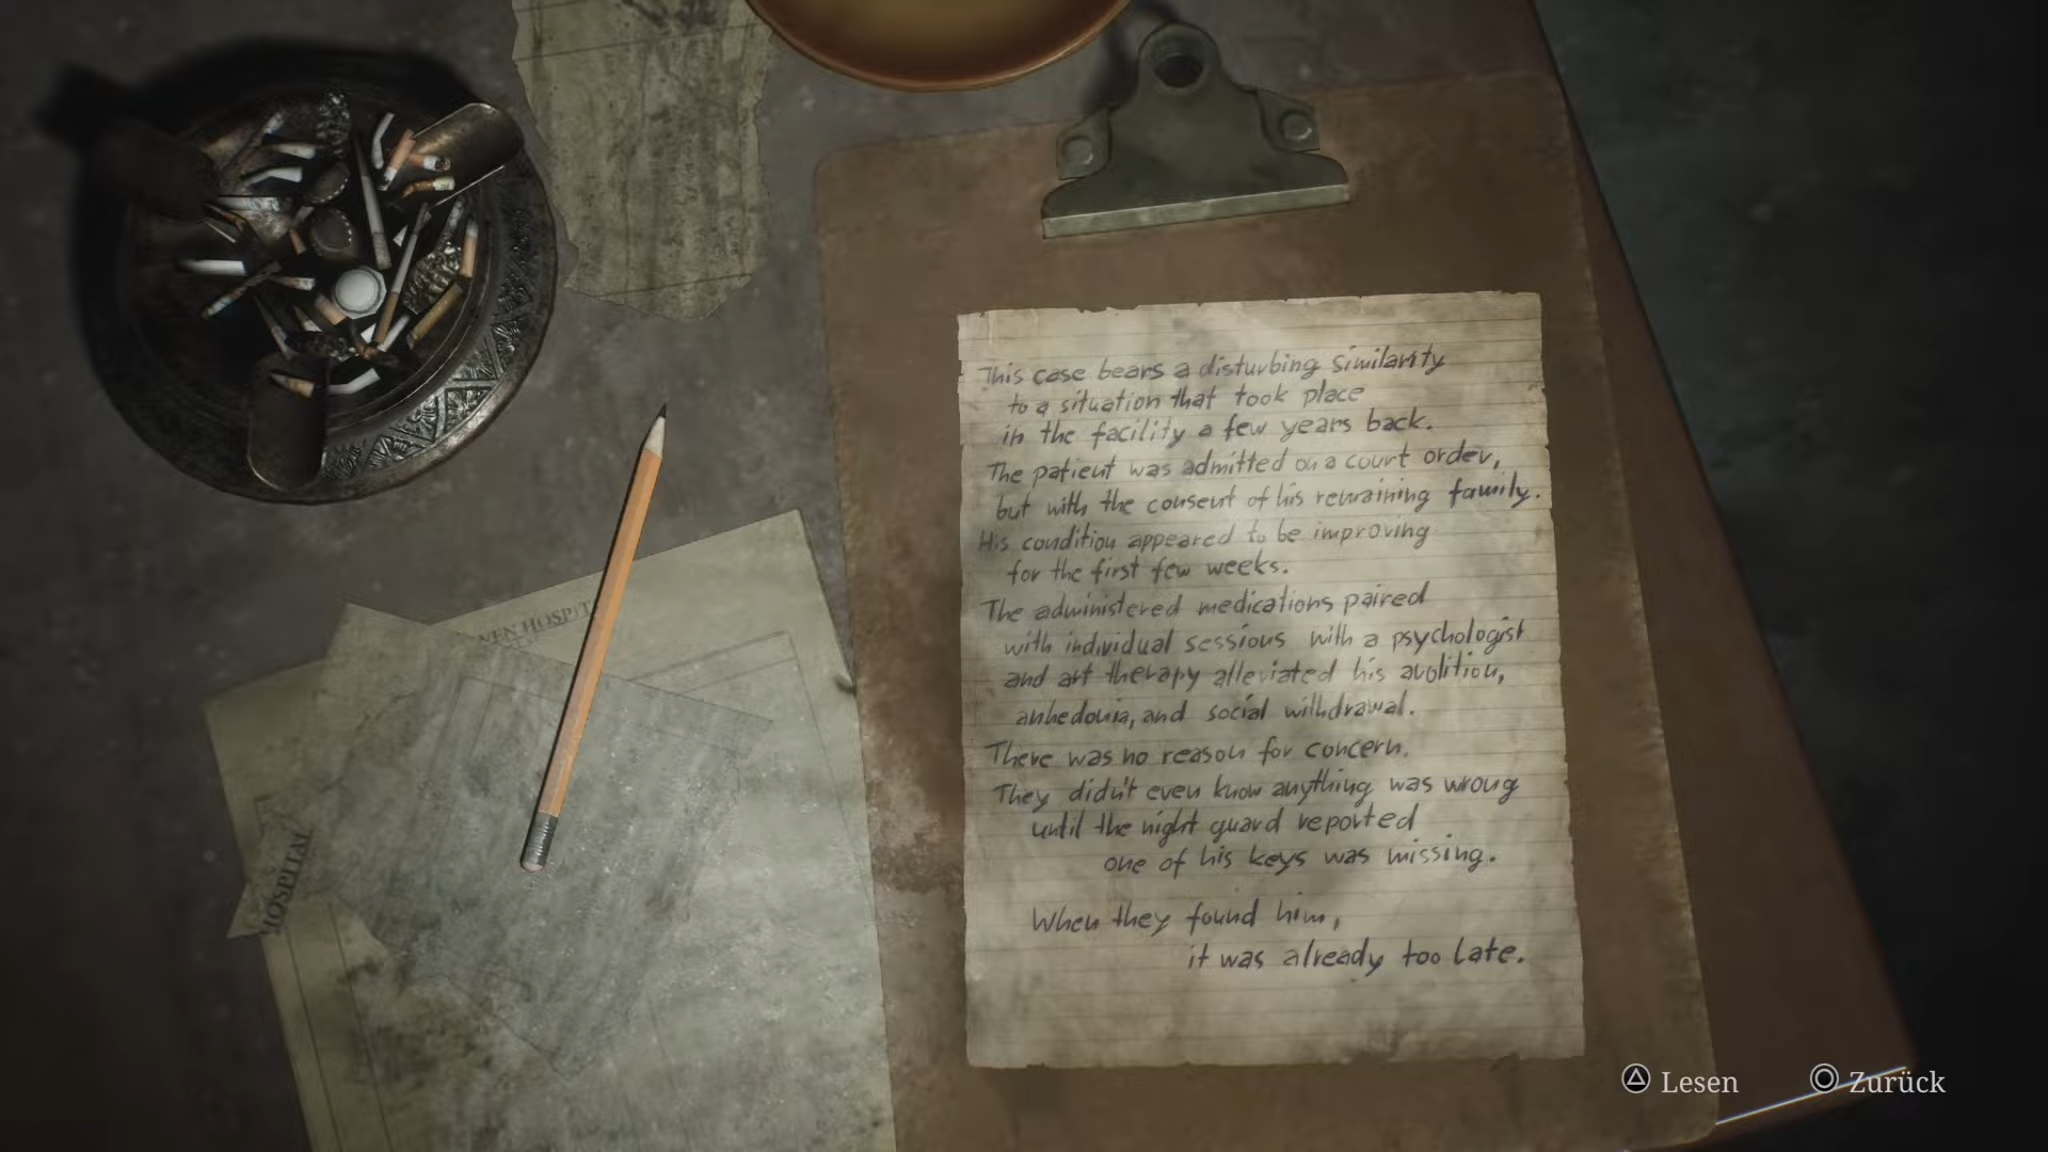 VEN HOSPIT
HOSPITAL
This case bears a disturbing similarity
to a situation that took place
in the facility a few years back.
The patient was admitted on a court order,
but with the consent of his remaining family.
His condition appeared to be improving
for the first few weeks.
The administered medications paired
with individual sessions with a psychologist
and art therapy alleviated his avolition,
anhedonia, and social withdrawal.
There was no reason for concern.
They didn't even know anything was wrong
until the night guard reported
one of his keys was missing.
When they found him,
it was already too late.
Lesen Zurück